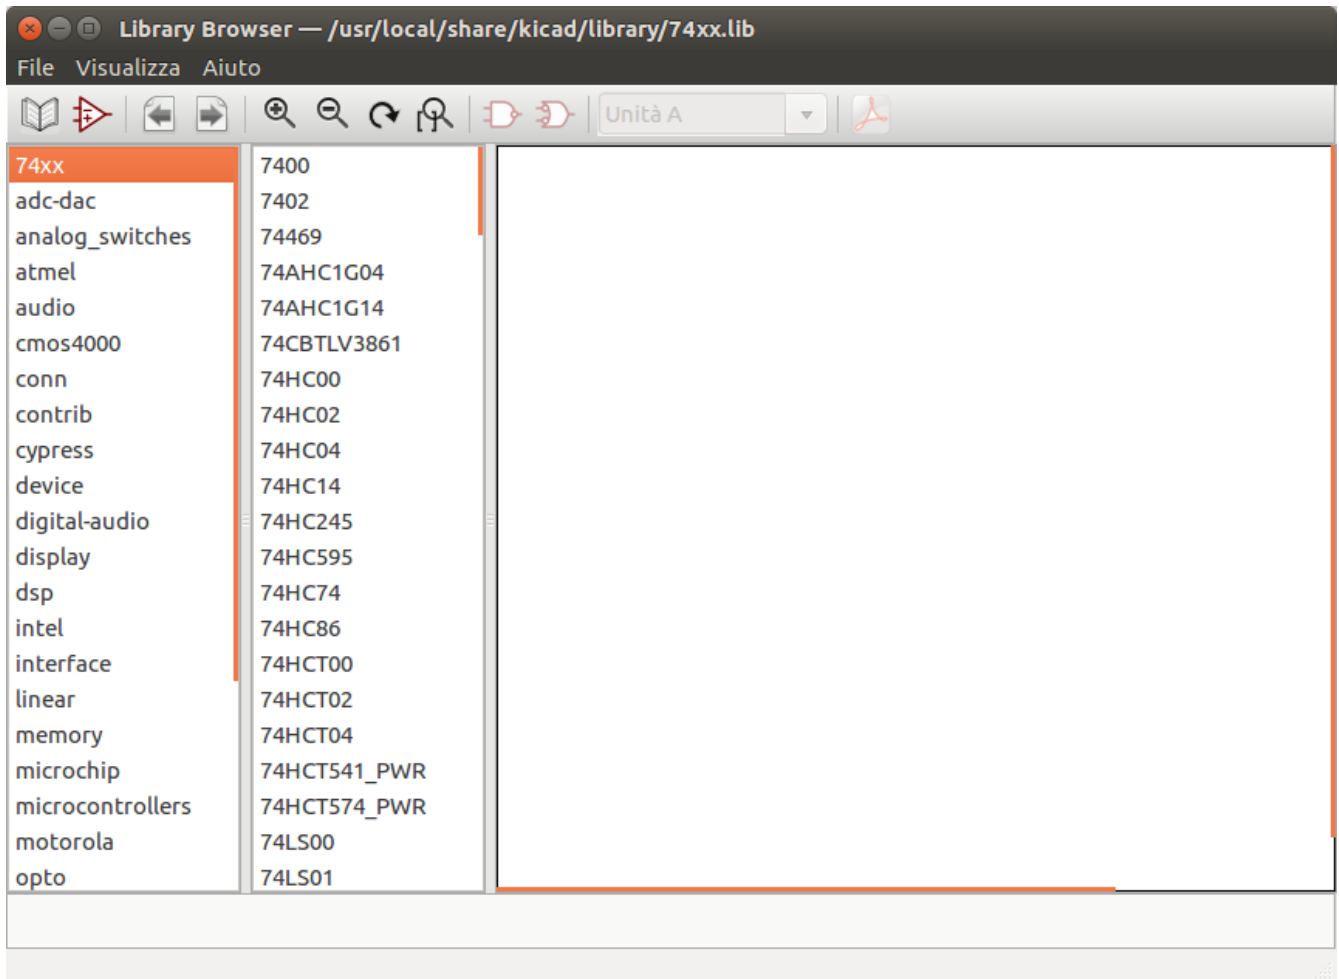 Library Browser — /usr/local/share/kicad/library/74xx.lib
File Visualizza Aiuto
Unità A
74xx
adc-dac
analog_switches
atmel
audio
cmos4000
conn
contrib
cypress
device
digital-audio
display
dsp
intel
interface
linear
memory
microchip
microcontrollers
motorola
opto
7400
7402
74469
74AHC1G04
74AHC1G14
74CBTLV3861
74HC00
74HC02
74HC04
74HC14
74HC245
74HC595
74HC74
74HC86
74HCT00
74HCT02
74HCT04
74HCT541_PWR
74HCT574_PWR
74LS00
74LS01